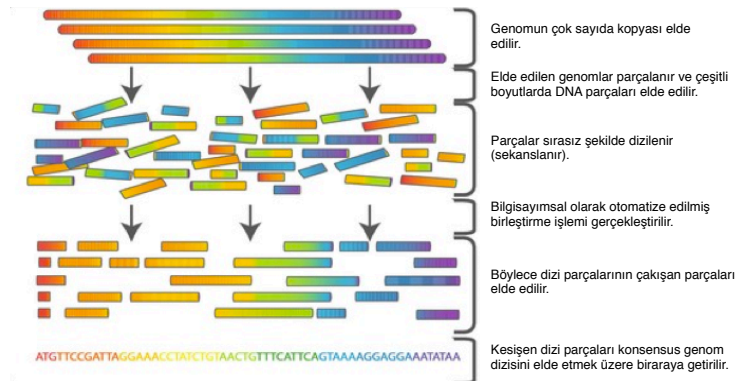 Genomun çok sayıda kopyası elde
edilir.
Elde edilen genomlar parçalanır ve çeşitli
boyutlarda DNA parçaları elde edilir.
Parçalar sırasız şekilde dizilenir
(sekanslanır).
Bilgisayımsal olarak otomatize edilmiş
birleştirme işlemi gerçekleştirilir.
Böylece dizi parçalarının çakışan parçaları
elde edilir.
ATGTTCCGATTAGGAAACCTATCTGTAACTGTTTCATTCAGTAAAAGGAGGAAATATAA
Kesişen dizi parçaları konsensus genom
dizisini elde etmek üzere biraraya getirilir.